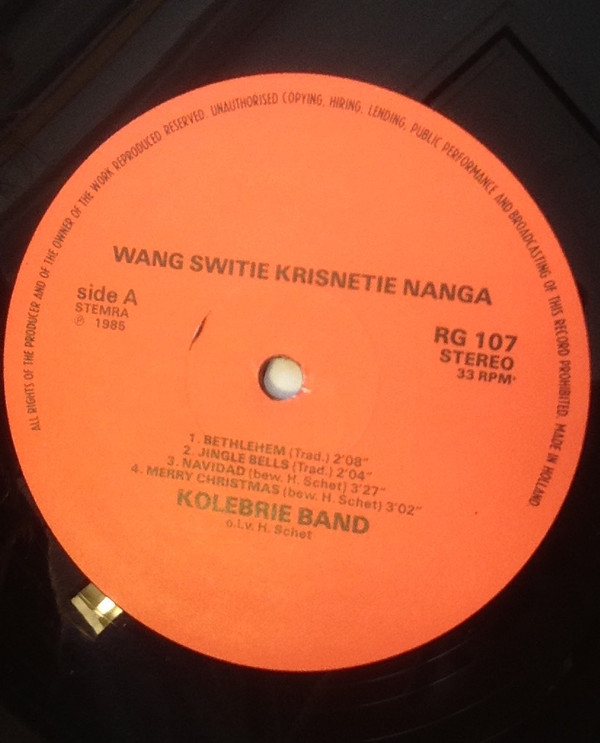 ALL RIGHTS OF THE PRODUCER AND OF THE OWNER OF THE WORK REPRODUCED RESERVED. UNAUTHORISED COPYING, HIRING, LENDING, PUBLIC PERFORMANCE AND BROADCASTING OF THIS RECORD PROHIBITED. MADE IN HOLLAND.
WANG SWITIE KRISNETIE NANGA
side A
STEMRA
℗ 1985
RG 107
STEREO
33 RPM
1. BETHLEHEM (Trad.) 2'08"
2. JINGLE BELLS (Trad.) 2'04"
3. NAVIDAD (bew. H. Schet) 3'27"
4. MERRY CHRISTMAS (bew. H. Schet) 3'02"
KOLEBRIE BAND
o.l.v. H. Schet